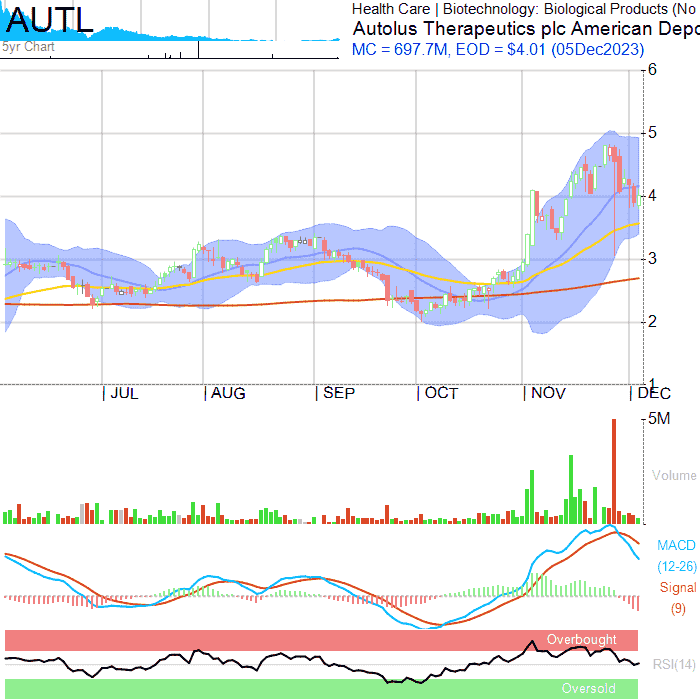 AUTL
5yr Chart
Health Care | Biotechnology: Biological Products (No
Autolus Therapeutics plc American Depo
MC = 697.7M, EOD = $4.01 (05Dec2023)
6
5
4
3
2
1
JUL
AUG
SEP
OCT
NOV
DEC
5M
Volume
MACD
(12-26)
Signal
(9)
Overbought
RSI(14)
Oversold